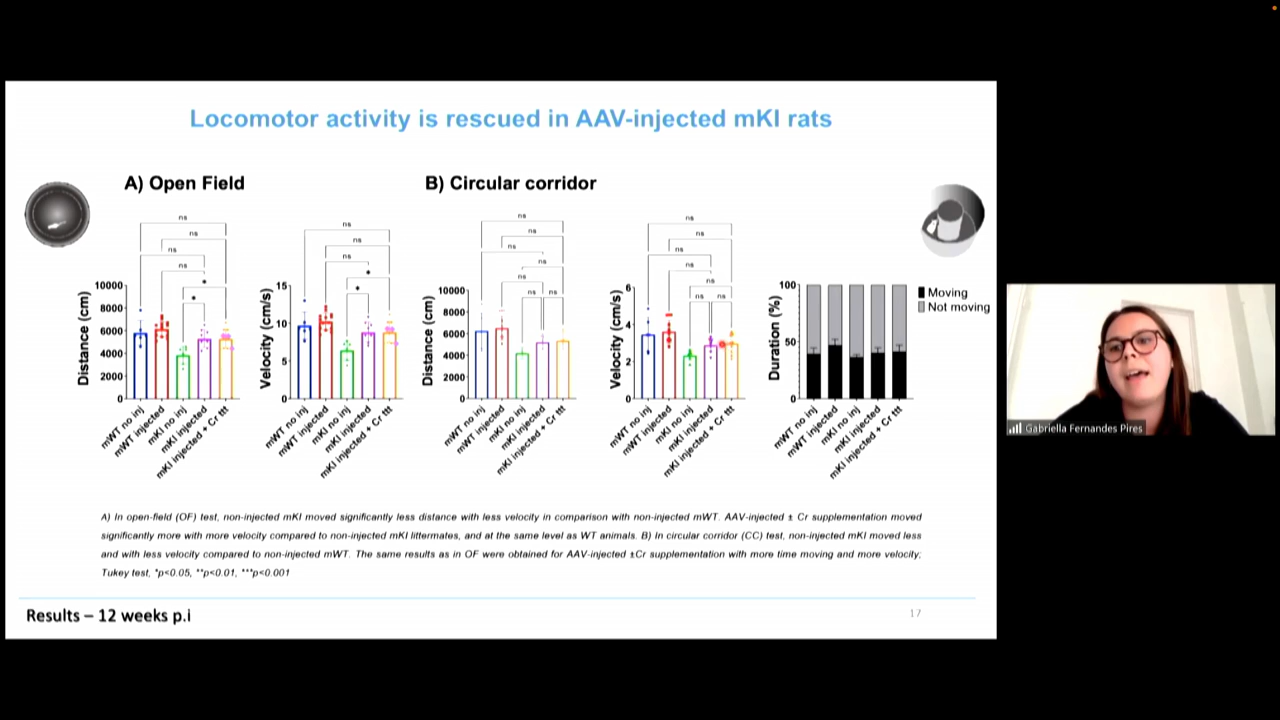 Locomotor activity is rescued in AAV-injected mKI rats
A) Open Field
B) Circular corridor
ns
ns
ns
ns
*
*
Distance (cm)
10000
8000
6000
4000
2000
0
mWT no inj
mWT injected
mKI no inj
mKI injected
mKI injected + Cr ttt
ns
ns
ns
*
*
Velocity (cm/s)
15
10
5
0
mWT no inj
mWT injected
mKI no inj
mKI injected
mKI injected + Cr ttt
ns
ns
ns
ns
ns
ns
ns
Distance (cm)
10000
8000
6000
4000
2000
mWT no inj
mWT injected
mKI no inj
mKI injected
mKI injected + Cr ttt
ns
ns
ns
ns
ns
ns
ns
Velocity (cm/s)
6
4
2
0
mWT no inj
mWT injected
mKI no inj
mKI injected
mKI injected + Cr ttt
Duration (%)
100
50
0
mWT no inj
mWT injected
mKI no inj
mKI injected
mKI injected + Cr ttt
Moving
Not moving
A) In open-field (OF) test, non-injected mKI moved significantly less distance with less velocity in comparison with non-injected mWT. AAV-injected ± Cr supplementation moved
significantly more with more velocity compared to non-injected mKI littermates, and at the same level as WT animals. B) In circular corridor (CC) test, non-injected mKI moved less
and with less velocity compared to non-injected mWT. The same results as in OF were obtained for AAV-injected ±Cr supplementation with more time moving and more velocity;
Tukey test, *p<0.05, **p<0.01, ***p<0.001
Results – 12 weeks p.i
17
Gabriella Fernandes Pires